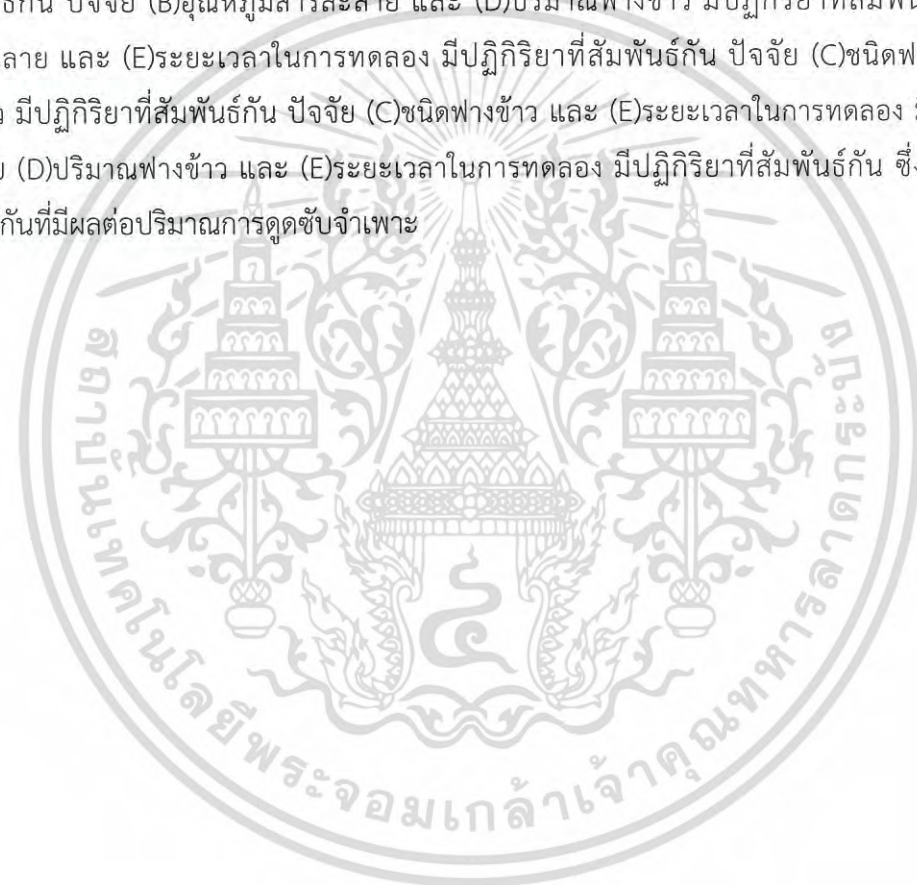 ธ์กัน ปัจจัย (B)อุณหภูมิสารละลาย และ (D)ปริมาณฟางข้าว มีปฏิกิริยาที่สัมพัน
ลาย และ (E)ระยะเวลาในการทดลอง มีปฏิกิริยาที่สัมพันธ์กัน ปัจจัย (C)ชนิดฟ
มีปฏิกิริยาที่สัมพันธ์กัน ปัจจัย (C)ชนิดฟางข้าว และ (E)ระยะเวลาในการทดลอง
(D)ปริมาณฟางข้าว และ (E)ระยะเวลาในการทดลอง มีปฏิกิริยาที่สัมพันธ์กัน ซึ่ง
กันที่มีผลต่อปริมาณการดูดซับจำเพาะ
สถาบันเทคโนโลยีพระจอมเกล้าเจ้าคุณทหารลาดกระบัง